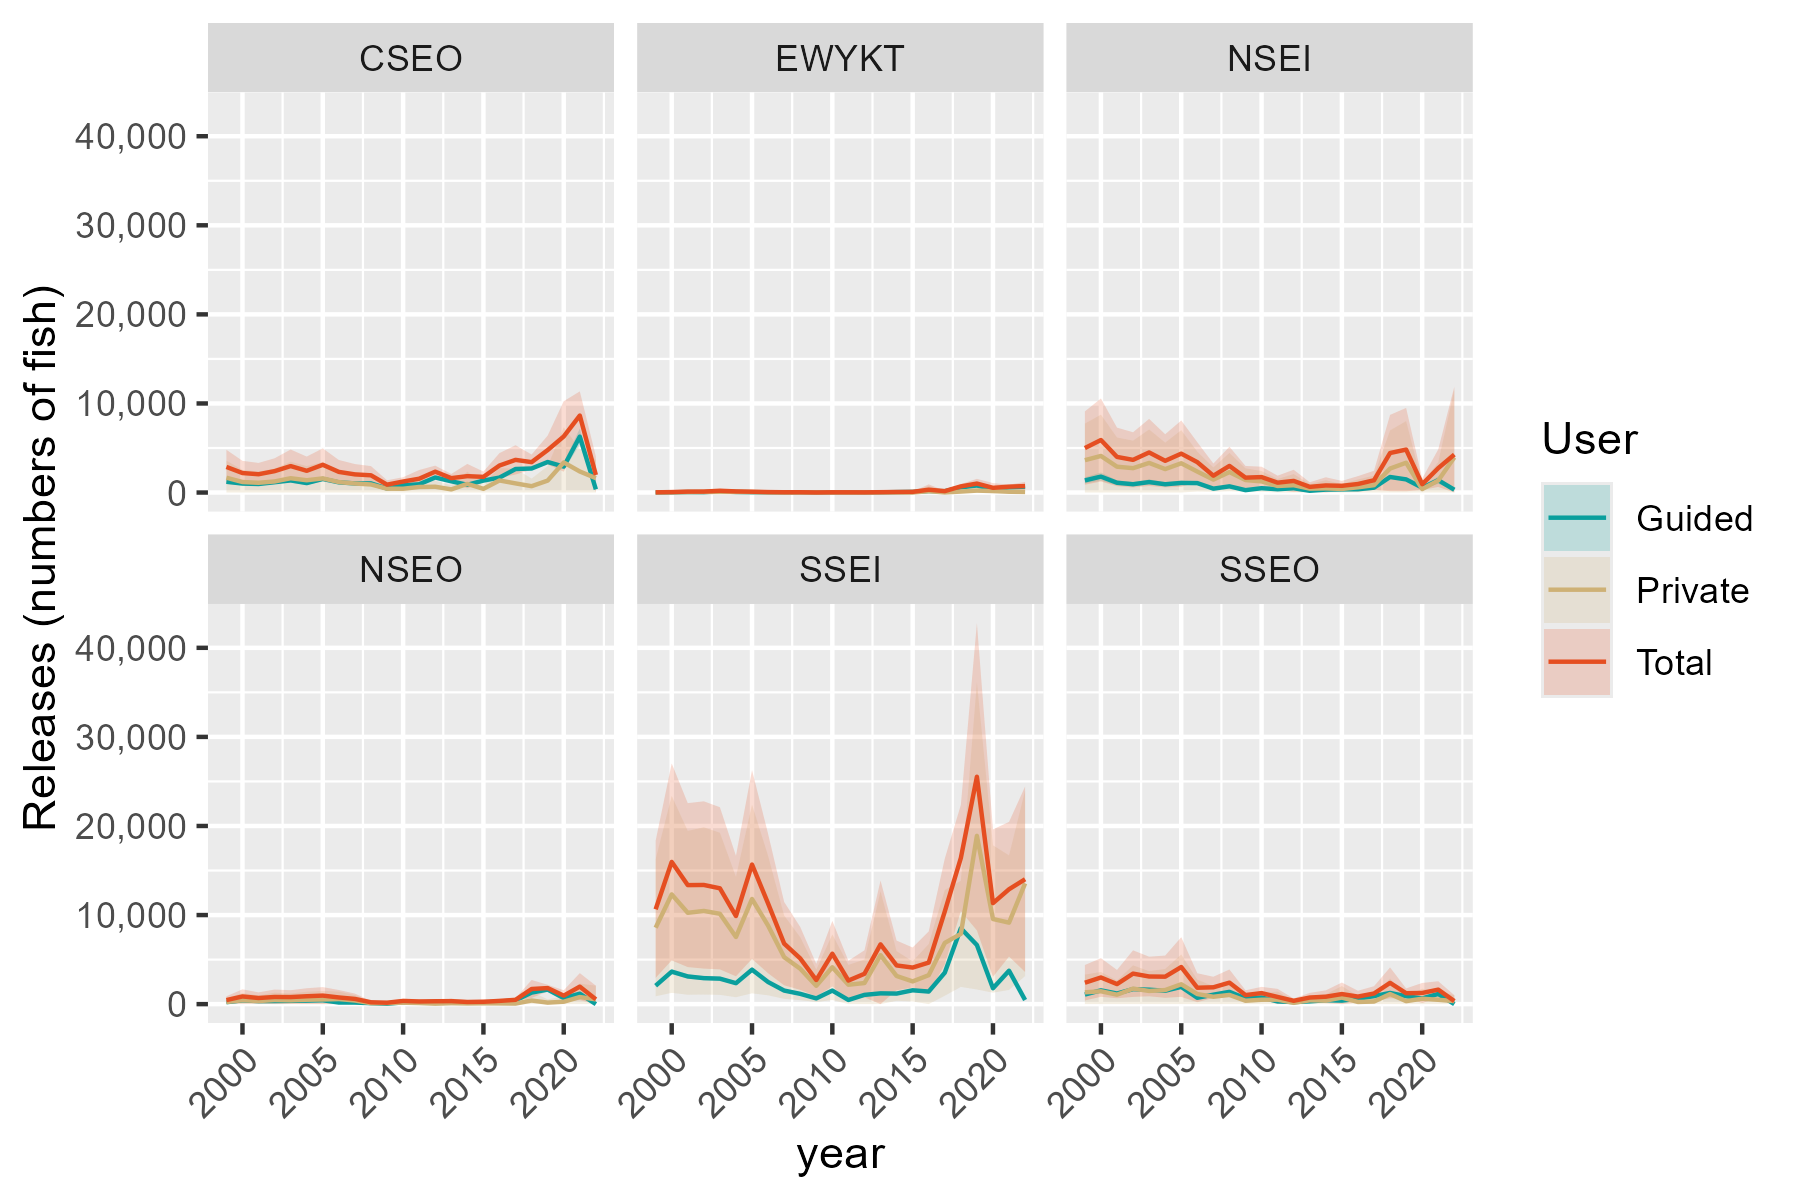 CSEO
EWYKT
NSEI
40,000
30,000
20,000
10,000
0
NSEO
SSEI
SSEO
40,000
30,000
20,000
10,000
0
2000
2005
2010
2015
2020
2000
2005
2010
2015
2020
2000
2005
2010
2015
2020
year
Releases (numbers of fish)
User
Guided
Private
Total